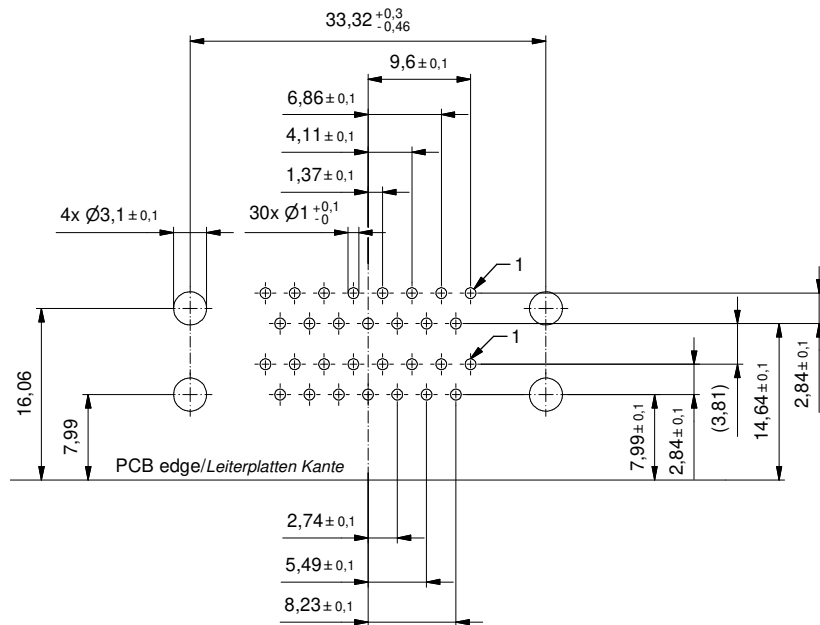 33,32 +0,3 - 0,46
9,6 ± 0,1
6,86 ± 0,1
4,11 ± 0,1
1,37 ± 0,1
4x Ø3,1 ± 0,1
30x Ø1 +0,1 -0
1
1
16,06
7,99
7,99 ± 0,1
2,84 ± 0,1
(3,81)
14,64 ± 0,1
2,84 ± 0,1
PCB edge/Leiterplatten Kante
2,74 ± 0,1
5,49 ± 0,1
8,23 ± 0,1